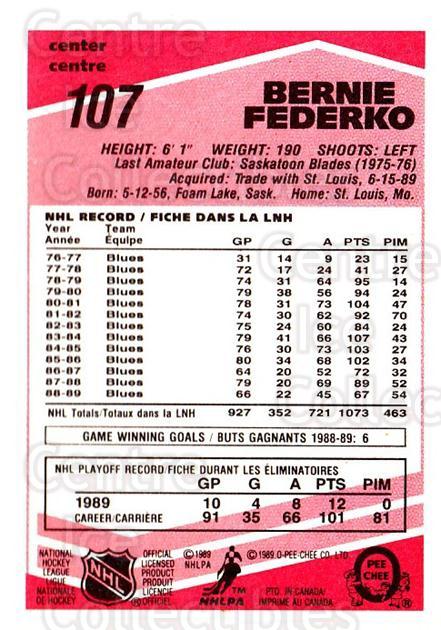 center
centre
107
BERNIE
FEDERKO
HEIGHT: 6' 1" WEIGHT: 190 SHOOTS: LEFT
Last Amateur Club: Saskatoon Blades (1975-76)
Acquired: Trade with St. Louis, 6-15-89
Born: 5-12-56, Foam Lake, Sask. Home: St. Louis, Mo.
NHL RECORD / FICHE DANS LA LNH
Year Team
Année Équipe GP G A PTS PIM
76-77 Blues 31 14 9 23 15
77-78 Blues 72 17 24 41 27
78-79 Blues 74 31 64 95 14
79-80 Blues 79 38 56 94 24
80-81 Blues 78 31 73 104 47
81-82 Blues 74 30 62 92 70
82-83 Blues 75 24 60 84 24
83-84 Blues 79 41 66 107 43
84-85 Blues 76 30 73 103 27
85-86 Blues 80 34 68 102 34
86-87 Blues 64 20 52 72 32
87-88 Blues 79 20 69 89 52
88-89 Blues 66 22 45 67 54
NHL Totals/Totaux dans la LNH 927 352 721 1073 463
GAME WINNING GOALS / BUTS GAGNANTS 1988-89: 6
NHL PLAYOFF RECORD/FICHE DURANT LES ÉLIMINATOIRES
GP G A PTS PIM
1989 10 4 8 12 0
CAREER/CARRIÈRE 91 35 66 101 81
NATIONAL
HOCKEY
LEAGUE
LIGUE
NATIONALE
DE HOCKEY
NHL
OFFICIAL
LICENSED
PRODUCT
PRODUIT
LICENCIÉ
OFFICIEL
©1989
NHLPA
NHLPA
©1989 O-PEE-CHEE CO. LTD.
PTD. IN CANADA/
IMPRIMÉ AU CANADA
O
PEE
CHEE
Centre
Ice
Collectibles